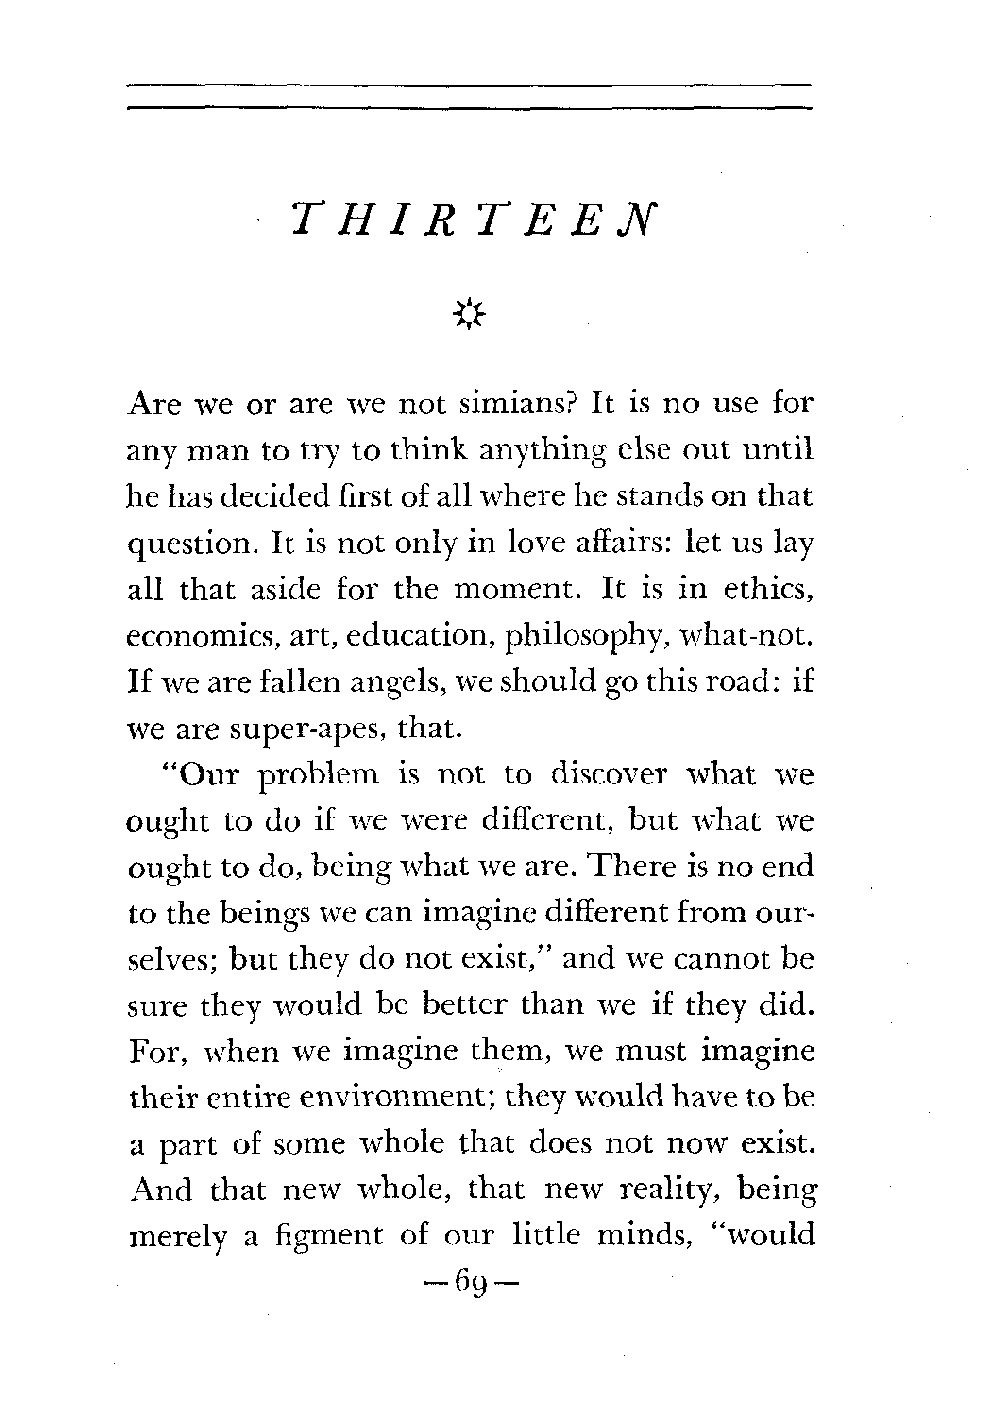 THIRTEEN
Are we or are we not simians? It is no use for
any man to try to think anything else out until
he has decided first of all where he stands on that
question. It is not only in love affairs: let us lay
all that aside for the moment. It is in ethics,
economics, art, education, philosophy, what-not.
If we are fallen angels, we should go this road: if
we are super-apes, that.
“Our problem is not to discover what we
ought to do if we were different, but what we
ought to do, being what we are. There is no end
to the beings we can imagine different from our-
selves; but they do not exist,” and we cannot be
sure they would be better than we if they did.
For, when we imagine them, we must imagine
their entire environment; they would have to be
a part of some whole that does not now exist.
And that new whole, that new reality, being
merely a figment of our little minds, “would
—69—